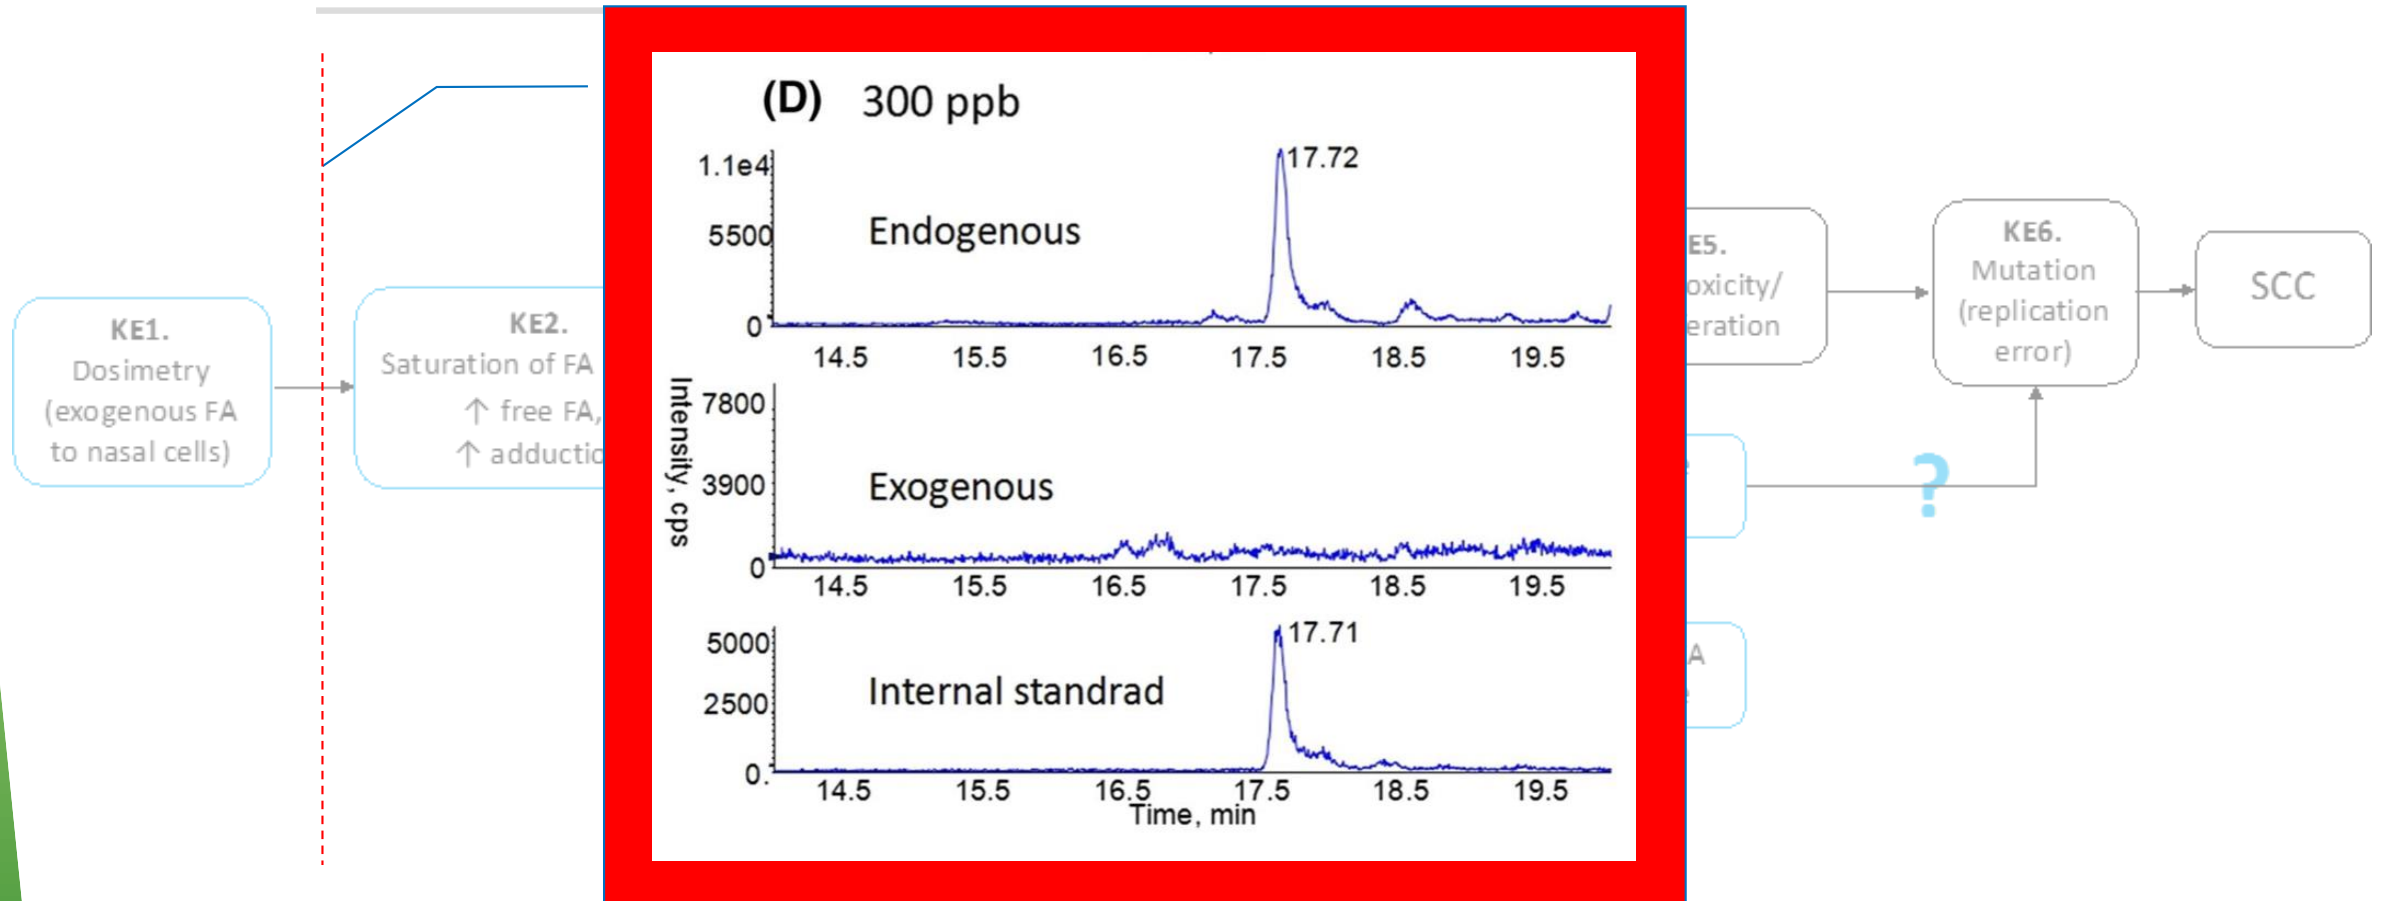 KE1.
Dosimetry
(exogenous FA
to nasal cells)
KE2.
Saturation of FA
↑ free FA,
↑ adductio
(D) 300 ppb
1.1e4
5500
0
17.72
Endogenous
14.5 15.5 16.5 17.5 18.5 19.5
Intensity, cps
7800
3900
0
Exogenous
14.5 15.5 16.5 17.5 18.5 19.5
5000
2500
0.
17.71
Internal standrad
14.5 15.5 16.5 17.5 18.5 19.5
Time, min
E5.
oxicity/
eration
KE6.
Mutation
(replication
error)
SCC
?
A